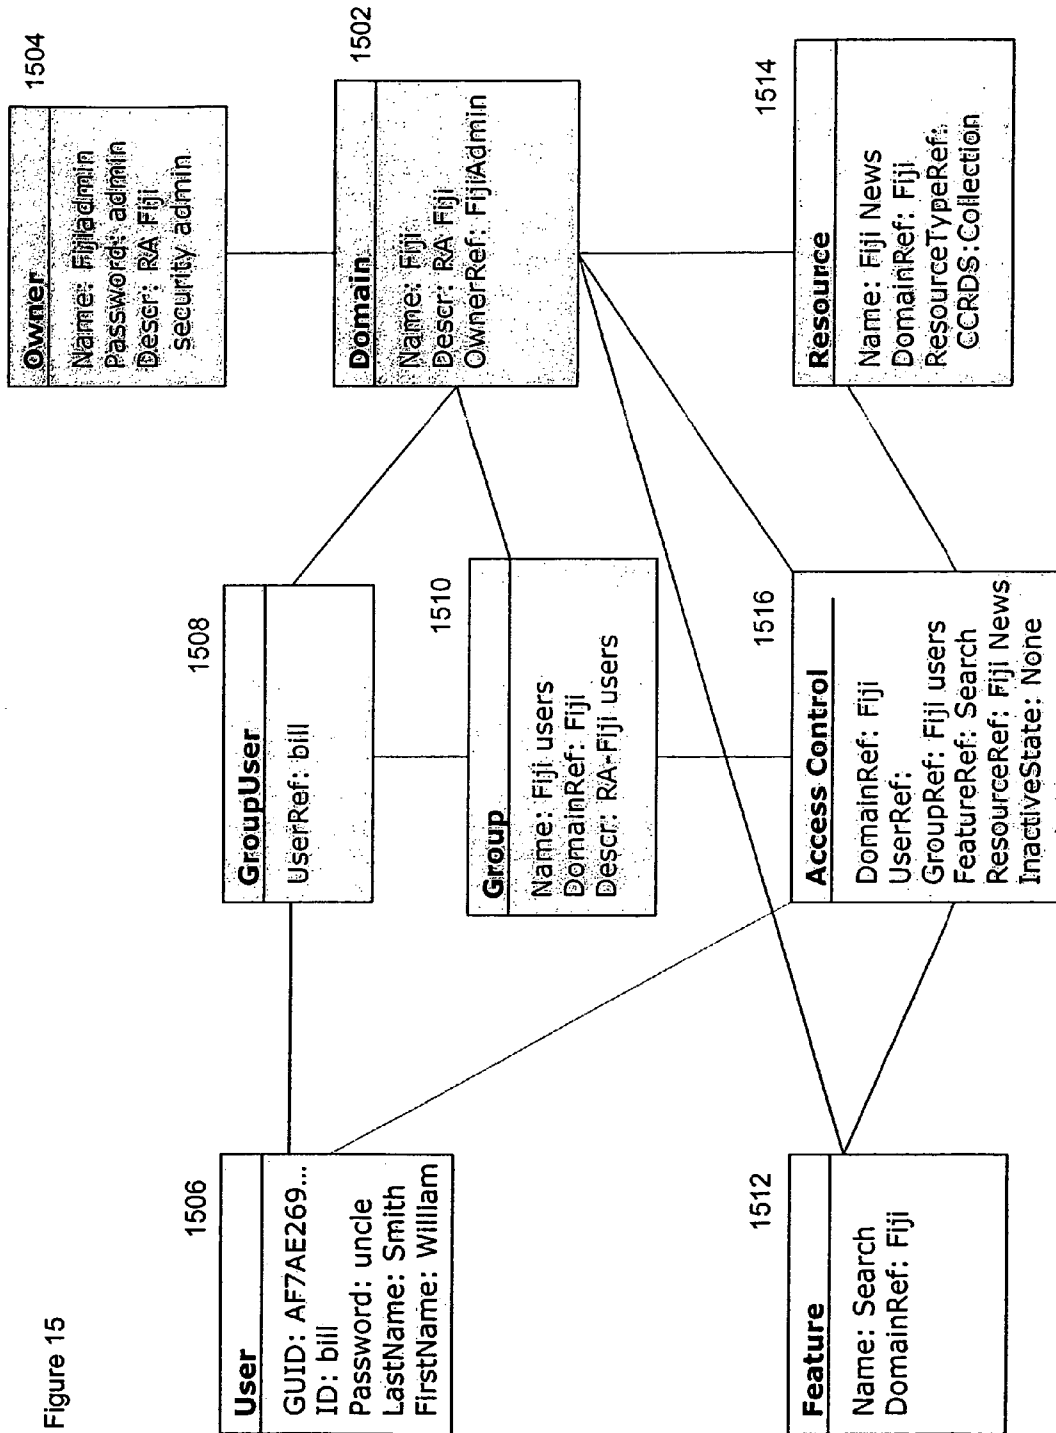 Figure 15
1506
User
GUID: AF7AE269...
ID: bill
Password: uncle
LastName: Smith
FirstName: William
1508
GroupUser
UserRef: bill
1504
Owner
Name: Fijiadmin
Password: admin
Descr: RA Fiji
security admin
1510
Group
Name: Fiji users
DomainRef: Fiji
Descr: RA-Fiji users
1502
Domain
Name: Fiji
Descr: RA Fiji
OwnerRef: FijiAdmin
1512
Feature
Name: Search
DomainRef: Fiji
1516
Access Control
DomainRef: Fiji
UserRef:
GroupRef: Fiji users
FeatureRef: Search
ResourceRef: Fiji News
InactiveState: None
1514
Resource
Name: Fiji News
DomainRef: Fiji
ResourceTypeRef:
CCRDS:Collection